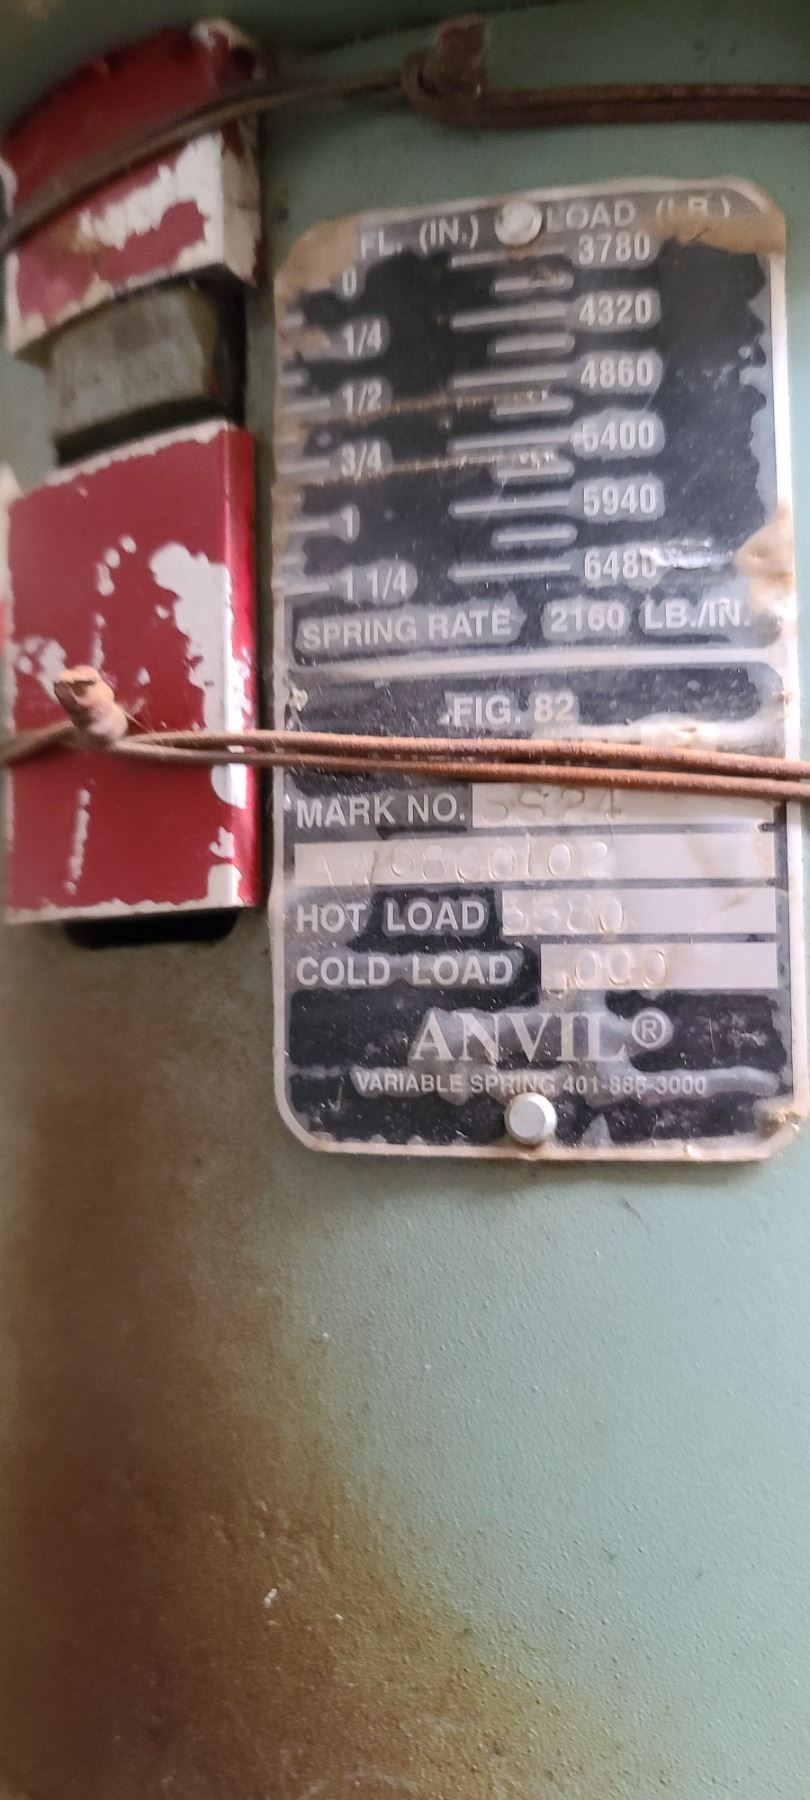 FL. (IN.) LOAD (LB.)
0 3780
1/4 4320
1/2 4860
3/4 5400
1 5940
1 1/4 6480
SPRING RATE 2160 LB./IN.
FIG. 82
MARK NO. SS24
HOT LOAD 5580
COLD LOAD
ANVIL®
VARIABLE SPRING 401-886-3000